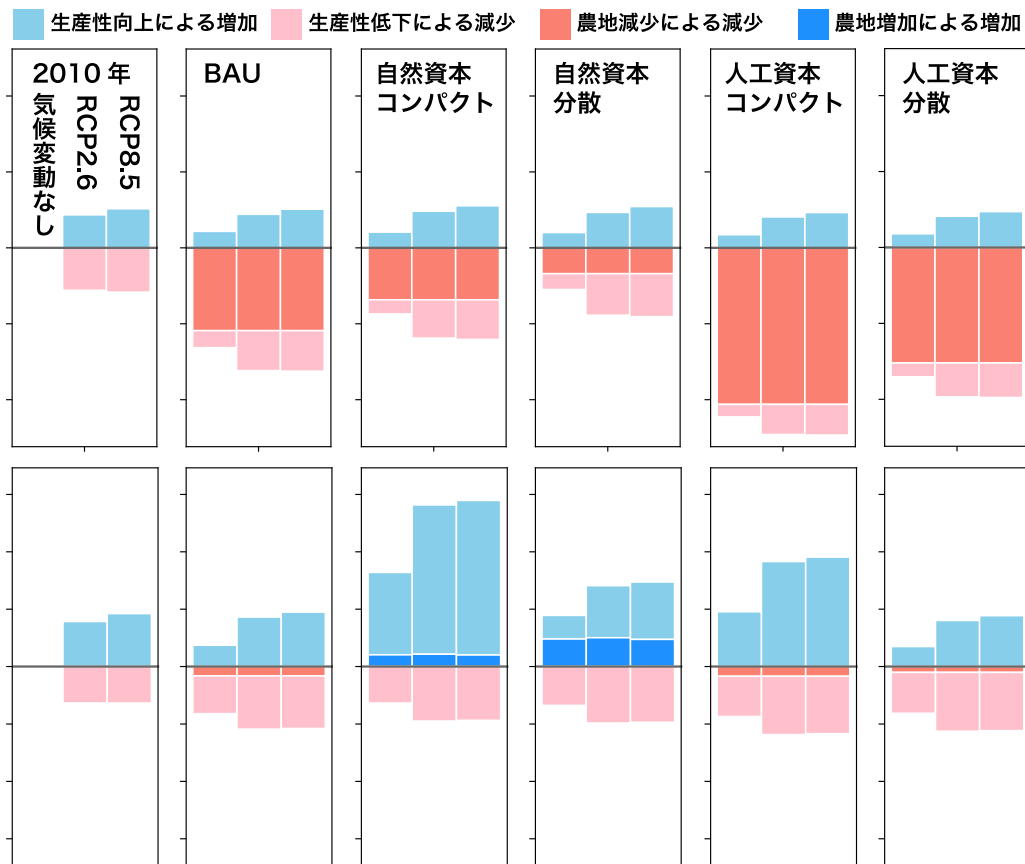 生産性向上による増加
生産性低下による減少
農地減少による減少
農地増加による増加
2010年
気候変動なし
RCP2.6
RCP8.5
BAU
自然資本
コンパクト
自然資本
分散
人工資本
コンパクト
人工資本
分散